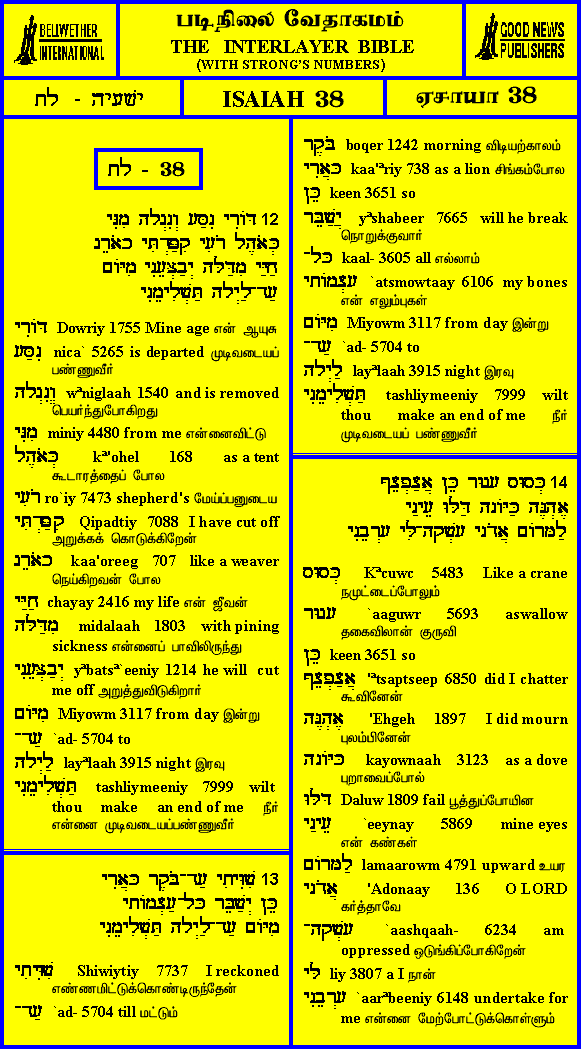 BELLWETHER
INTERNATIONAL
படிநிலை வேதாகமம்
THE INTERLAYER BIBLE
(WITH STRONG'S NUMBERS)
GOOD NEWS
PUBLISHERS
ישעיה - לח
ISAIAH 38
ஏசாயா 38
לח - 38
12 דּוֹרִי נִסַּע וְנִגְלָה מִנִּי
כְּאֹהֶל רֹעִי קִפַּדְתִּי כָאֹרֵג
חַיַּי מִדַּלָּה יְבַצְּעֵנִי מִיּוֹם
עַד־לַיְלָה תַּשְׁלִימֵנִי
דּוֹרִי Dowriy 1755 Mine age என் ஆயுசு
נִסַּע nica` 5265 is departed முடிவடையப்
பண்ணுவீர்
וְנִגְלָה wªniglaah 1540 and is removed
பெயர்ந்துபோகிறது
מִנִּי miniy 4480 from me என்னைவிட்டு
כְּאֹהֶל kª'ohel 168 as a tent
கூடாரத்தைப் போல
רֹעִי ro`iy 7473 shepherd's மேய்ப்பனுடைய
קִפַּדְתִּי Qipadtiy 7088 I have cut off
அறுக்கக் கொடுக்கிறேன்
כָאֹרֵג kaa'oreeg 707 like a weaver
நெய்கிறவன் போல
חַיַּי chayay 2416 my life என் ஜீவன்
מִדַּלָּה midalaah 1803 with pining
sickness என்னைப் பாவிலிருந்து
יְבַצְּעֵנִי yªbatsª`eeniy 1214 he will cut
me off அறுத்துவிடுகிறார்
מִיּוֹם Miyowm 3117 from day இன்று
עַד־ `ad- 5704 to
לַיְלָה layªlaah 3915 night இரவு
תַּשְׁלִימֵנִי tashliymeeniy 7999 wilt
thou make an end of me நீர்
என்னை முடிவடையப்பண்ணுவீர்
13 שִׁוִּיתִי עַד־בֹּקֶר כָּאֲרִי
כֵּן יְשַׁבֵּר כָּל־עַצְמוֹתָי
מִיּוֹם עַד־לַיְלָה תַּשְׁלִימֵנִי
שִׁוִּיתִי Shiwiytiy 7737 I reckoned
எண்ணமிட்டுக்கொண்டிருந்தேன்
עַד־ `ad- 5704 till மட்டும்
בֹּקֶר boqer 1242 morning விடியற்காலம்
כָּאֲרִי kaa'ªriy 738 as a lion சிங்கம்போல
כֵּן keen 3651 so
יְשַׁבֵּר yªshabeer 7665 will he break
நொறுக்குவார்
כָּל־ kaal- 3605 all எல்லாம்
עַצְמוֹתָי `atsmowtaay 6106 my bones
என் எலும்புகள்
מִיּוֹם Miyowm 3117 from day இன்று
עַד־ `ad- 5704 to
לַיְלָה layªlaah 3915 night இரவு
תַּשְׁלִימֵנִי tashliymeeniy 7999 wilt
thou make an end of me நீர்
முடிவடையப் பண்ணுவீர்
14 כְּסוּס עָגוּר כֵּן אֲצַפְצֵף
אֶהְגֶּה כַּיּוֹנָה דַּלּוּ עֵינַי
לַמָּרוֹם אֲדֹנָי עָשְׁקָה־לִּי עָרְבֵנִי
כְּסוּס Kªcuwc 5483 Like a crane
நமுட்டைப்போலும்
עָגוּר `aaguwr 5693 aswallow
தகைவிலான் குருவி
כֵּן keen 3651 so
אֲצַפְצֵף 'ªtsaptseep 6850 did I chatter
கூவினேன்
אֶהְגֶּה 'Ehgeh 1897 I did mourn
புலம்பினேன்
כַּיּוֹנָה kayownaah 3123 as a dove
புறாவைப்போல்
דַּלּוּ Daluw 1809 fail பூத்துப்போயின
עֵינַי `eeynay 5869 mine eyes
என் கண்கள்
לַמָּרוֹם lamaarowm 4791 upward உயர
אֲדֹנָי 'Adonaay 136 O LORD
கர்த்தாவே
עָשְׁקָה־ `aashqaah- 6234 am
oppressed ஒடுங்கிப்போகிறேன்
לִּי liy 3807 a I நான்
עָרְבֵנִי `aarªbeeniy 6148 undertake for
me என்னை மேற்போட்டுக்கொள்ளும்